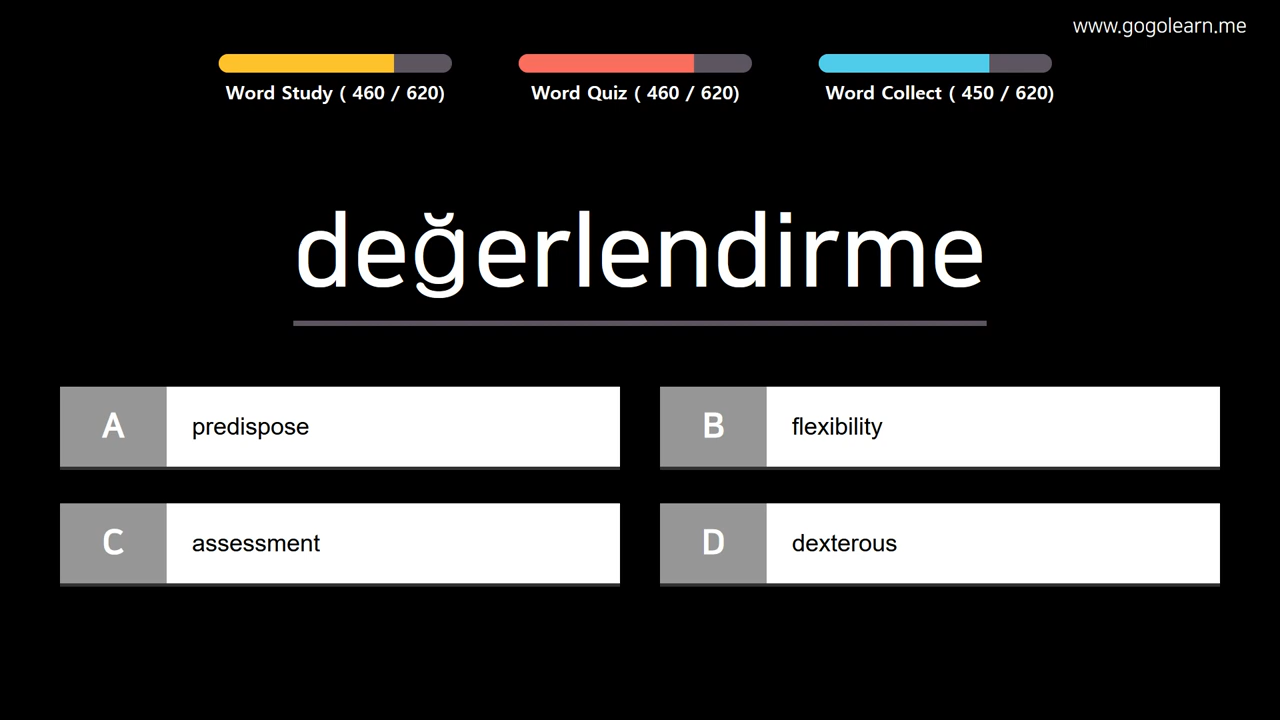 www.gogolearn.me
Word Study ( 460 / 620)
Word Quiz ( 460 / 620)
Word Collect ( 450 / 620)
değerlendirme
A predispose
B flexibility
C assessment
D dexterous